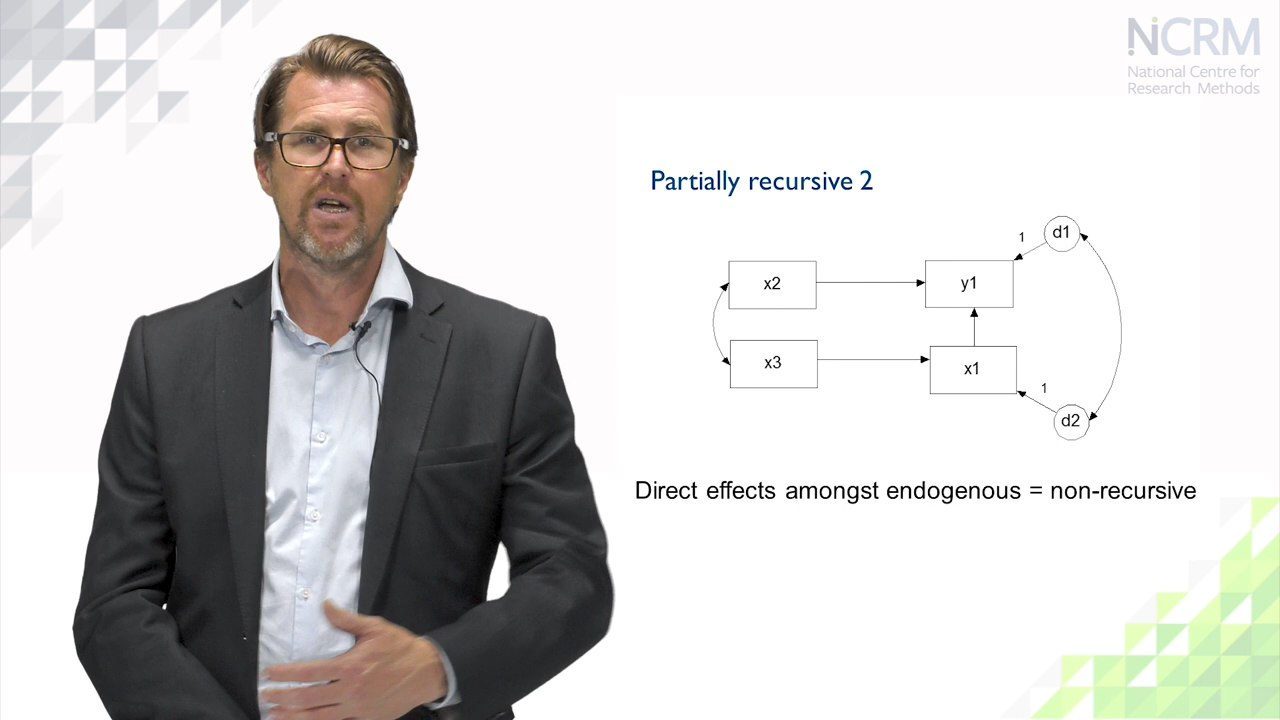 NCRM
National Centre for
Research Methods
Partially recursive 2
d1
1
x2
y1
x3
x1
1
d2
Direct effects amongst endogenous = non-recursive